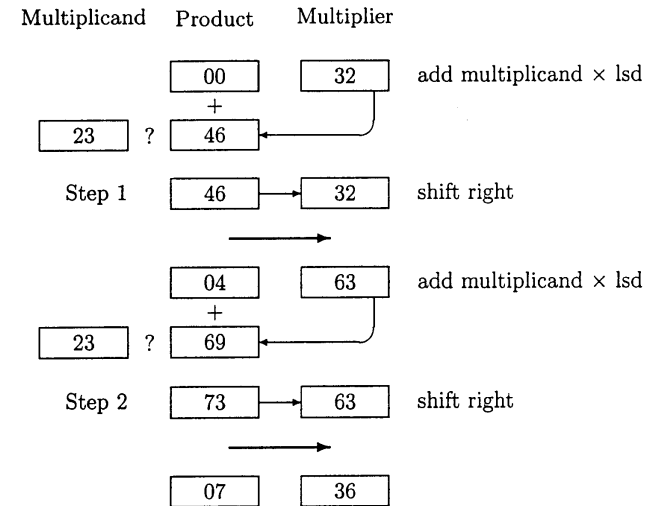 Multiplicand Product Multiplier
00 32 add multiplicand × lsd
+
23 ? 46
Step 1 46 32 shift right
04 63 add multiplicand × lsd
+
23 ? 69
Step 2 73 63 shift right
07 36